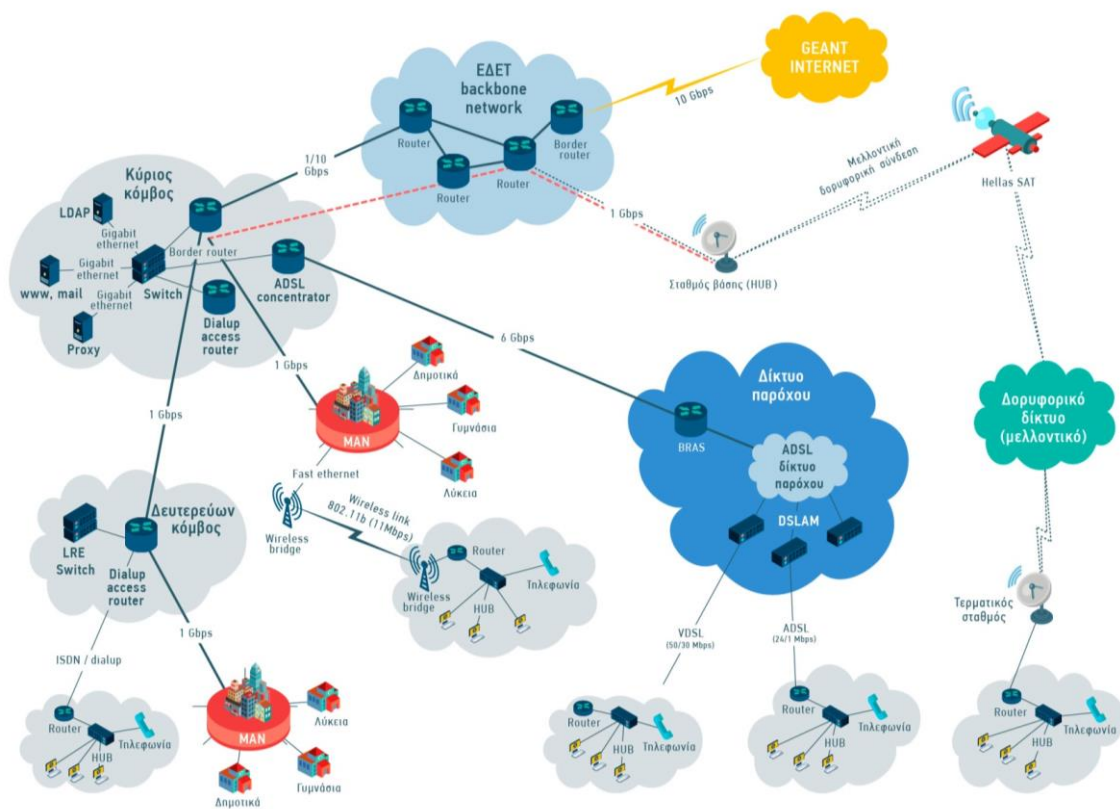 GEANT
INTERNET
ΕΔΕΤ
backbone
network
10 Gbps
Router
Border
router
Router
Router
1/10
Gbps
Μελλοντική
δορυφορική σύνδεση
Hellas SAT
1 Gbps
Σταθμός βάσης (HUB)
Κύριος
κόμβος
LDAP
Gigabit
ethernet
Border router
www, mail
Gigabit
ethernet
Switch
ADSL
concentrator
Gigabit
ethernet
Proxy
Dialup
access
router
6 Gbps
1 Gbps
1 Gbps
Δημοτικά
Γυμνάσια
Λύκεια
MAN
Fast ethernet
Δίκτυο
παρόχου
BRAS
ADSL
δίκτυο
παρόχου
DSLAM
Δορυφορικό
δίκτυο
(μελλοντικό)
Δευτερεύων
κόμβος
LRE
Switch
Dialup
access
router
Wireless
bridge
Wireless link
802.11b (11Mbps)
Router
Τηλεφωνία
Wireless
bridge
HUB
1 Gbps
VDSL
(50/30 Mbps)
ADSL
(24/1 Mbps)
Τερματικός
σταθμός
ISDN / dialup
Router
Τηλεφωνία
HUB
MAN
Λύκεια
Γυμνάσια
Δημοτικά
Router
Τηλεφωνία
HUB
Router
Τηλεφωνία
HUB
Router
Τηλεφωνία
HUB